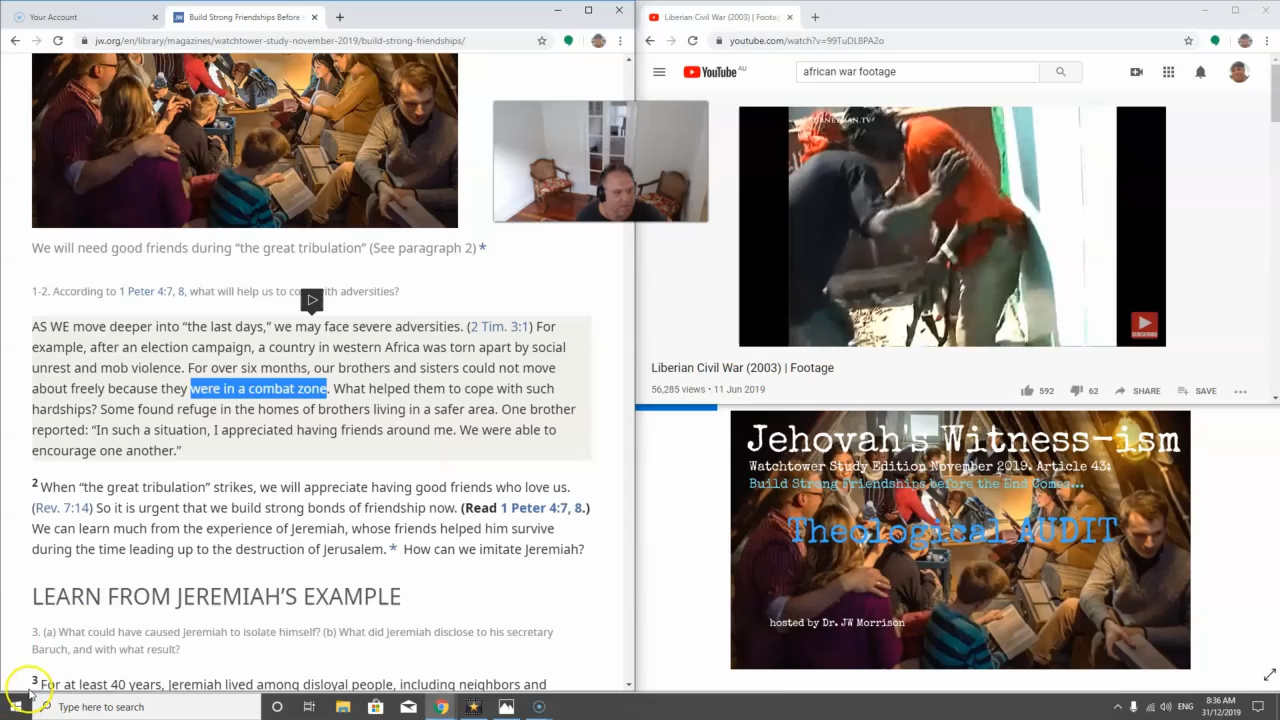 Your Account
Build Strong Friendships Before
jw.org/en/library/magazines/watchtower-study-november-2019/build-strong-friendships/
We will need good friends during “the great tribulation” (See paragraph 2) *
1-2. According to 1 Peter 4:7, 8, what will help us to co with adversities?
AS WE move deeper into “the last days,” we may face severe adversities. (2 Tim. 3:1) For
example, after an election campaign, a country in western Africa was torn apart by social
unrest and mob violence. For over six months, our brothers and sisters could not move
about freely because they were in a combat zone. What helped them to cope with such
hardships? Some found refuge in the homes of brothers living in a safer area. One brother
reported: “In such a situation, I appreciated having friends around me. We were able to
encourage one another.”
2 When “the great tribulation” strikes, we will appreciate having good friends who love us.
(Rev. 7:14) So it is urgent that we build strong bonds of friendship now. (Read 1 Peter 4:7, 8.)
We can learn much from the experience of Jeremiah, whose friends helped him survive
during the time leading up to the destruction of Jerusalem. * How can we imitate Jeremiah?
LEARN FROM JEREMIAH’S EXAMPLE
3. (a) What could have caused Jeremiah to isolate himself? (b) What did Jeremiah disclose to his secretary
Baruch, and with what result?
3 For at least 40 years, Jeremiah lived among disloyal people, including neighbors and
Liberian Civil War (2003) | Footag
youtube.com/watch?v=99TuDL8PA2o
YouTube AU
african war footage
SUBSCRIBE
Liberian Civil War (2003) | Footage
56,285 views • 11 Jun 2019
592
62
SHARE
SAVE
Jehovah's Witness-ism
Watchtower Study Edition November 2019. Article 43:
Build Strong Friendships before the End Comes...
Theological AUDIT
hosted by Dr. JW Morrison
Type here to search
ENG
8:36 AM
31/12/2019